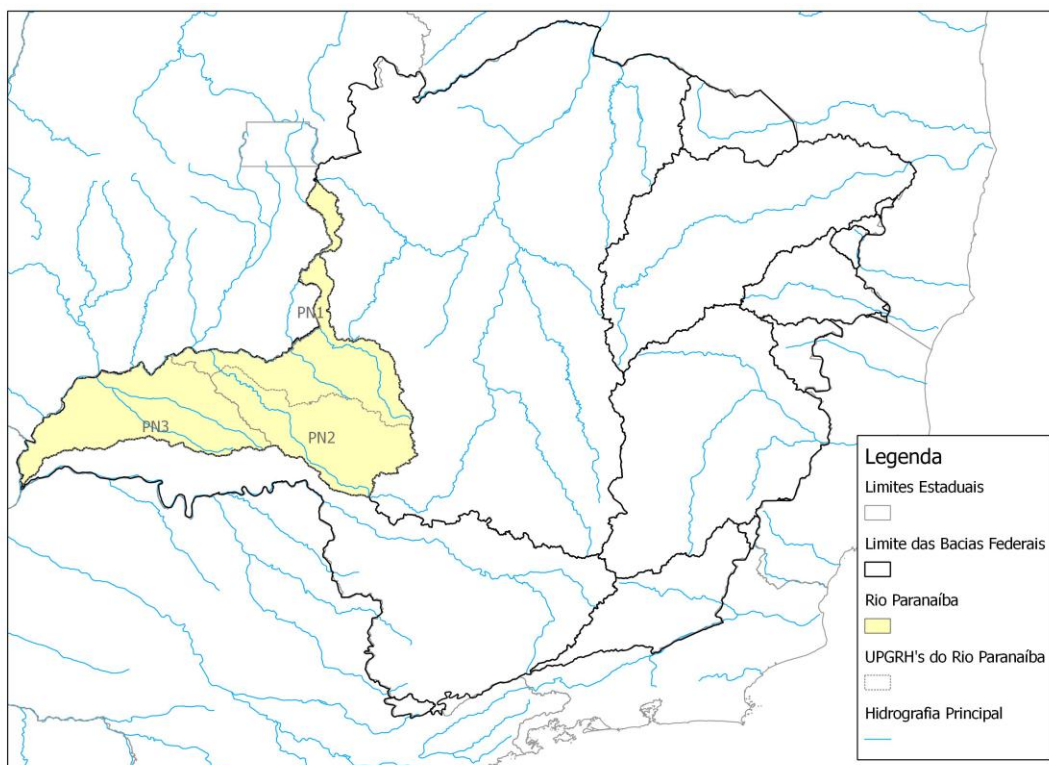 PN1
PN3
PN2
Legenda
Limites Estaduais
Limite das Bacias Federais
Rio Paranaíba
UPGRH's do Rio Paranaíba
Hidrografia Principal